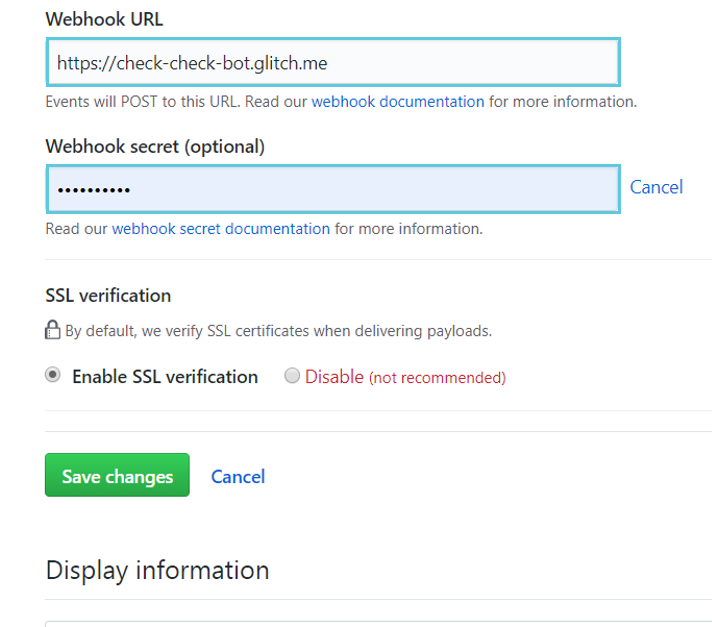 Webhook URL
https://check-check-bot.glitch.me
Events will POST to this URL. Read our webhook documentation for more information.
Webhook secret (optional)
•••••••••• Cancel
Read our webhook secret documentation for more information.
SSL verification
By default, we verify SSL certificates when delivering payloads.
Enable SSL verification Disable (not recommended)
Save changes Cancel
Display information